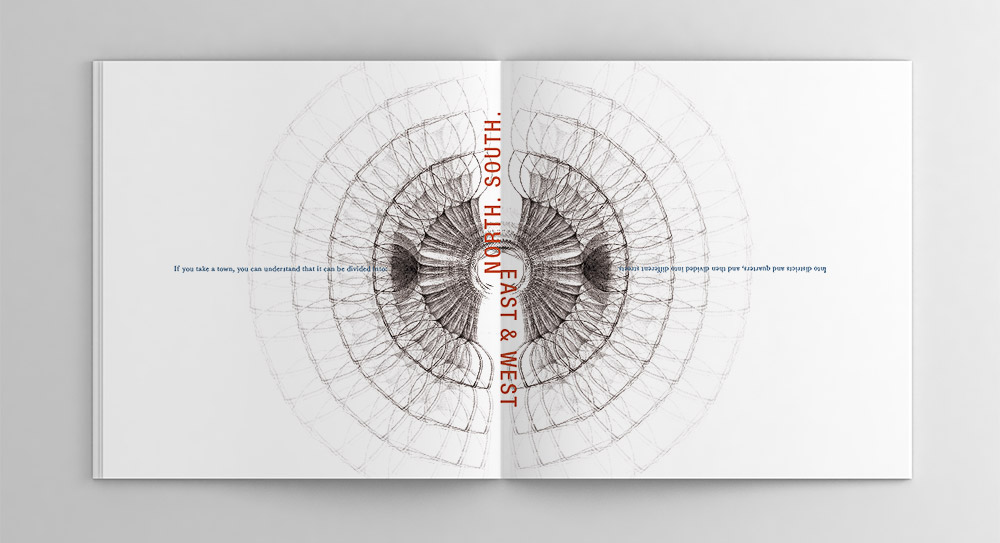 If you take a town, you can understand that it can be divided into:
NORTH. SOUTH.
EAST & WEST
Into districts and quarters, and then divided into different streets.